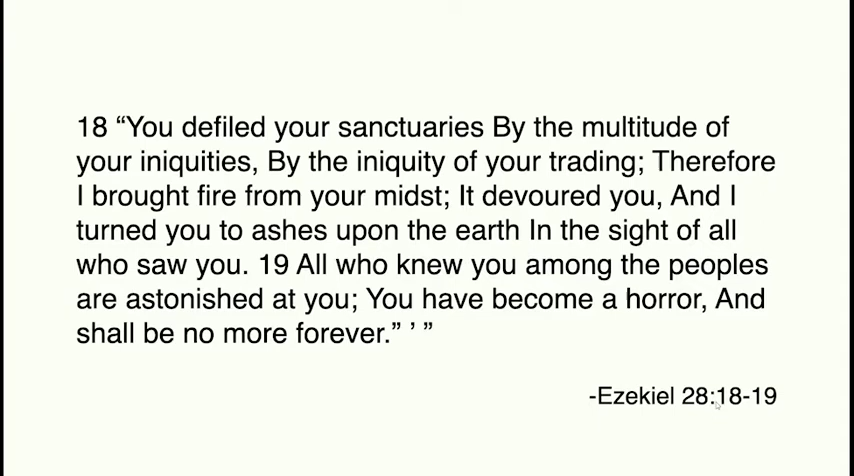 18 “You defiled your sanctuaries By the multitude of
your iniquities, By the iniquity of your trading; Therefore
I brought fire from your midst; It devoured you, And I
turned you to ashes upon the earth In the sight of all
who saw you. 19 All who knew you among the peoples
are astonished at you; You have become a horror, And
shall be no more forever.” ’ ”
-Ezekiel 28:18-19